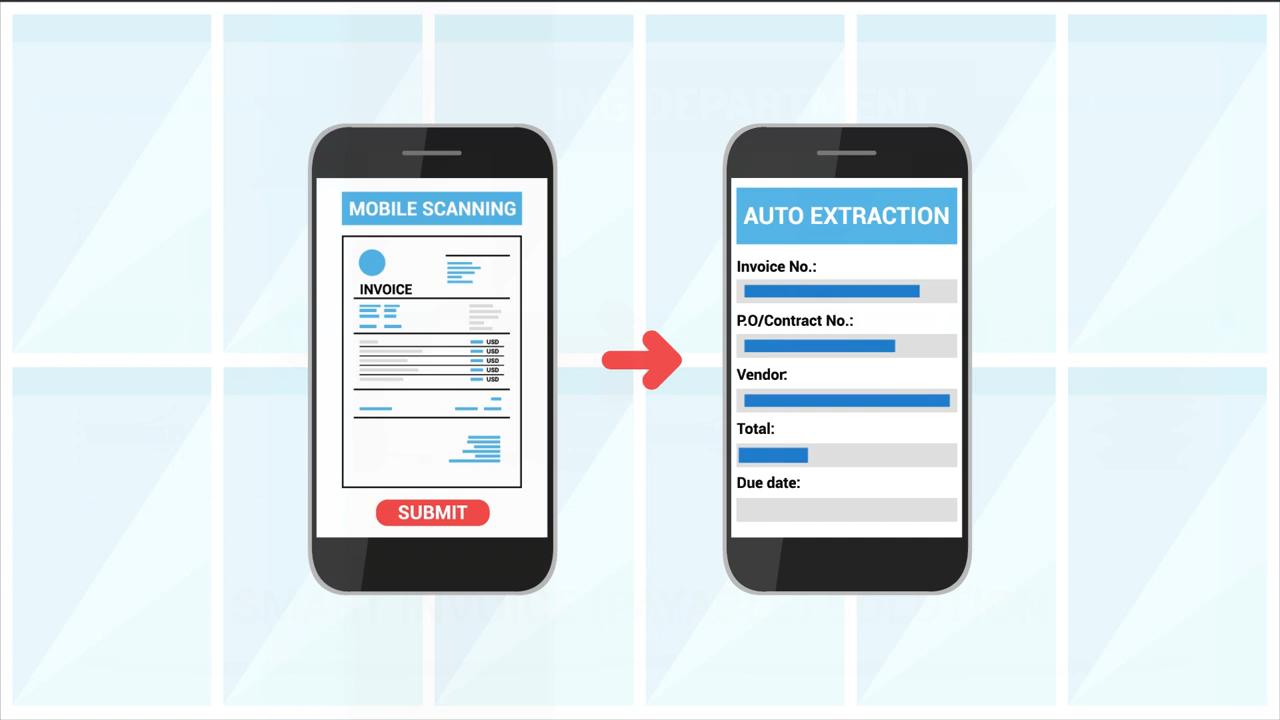 MOBILE SCANNING
INVOICE
USD
USD
USD
USD
USD
SUBMIT
AUTO EXTRACTION
Invoice No.:
P.O/Contract No.:
Vendor:
Total:
Due date: